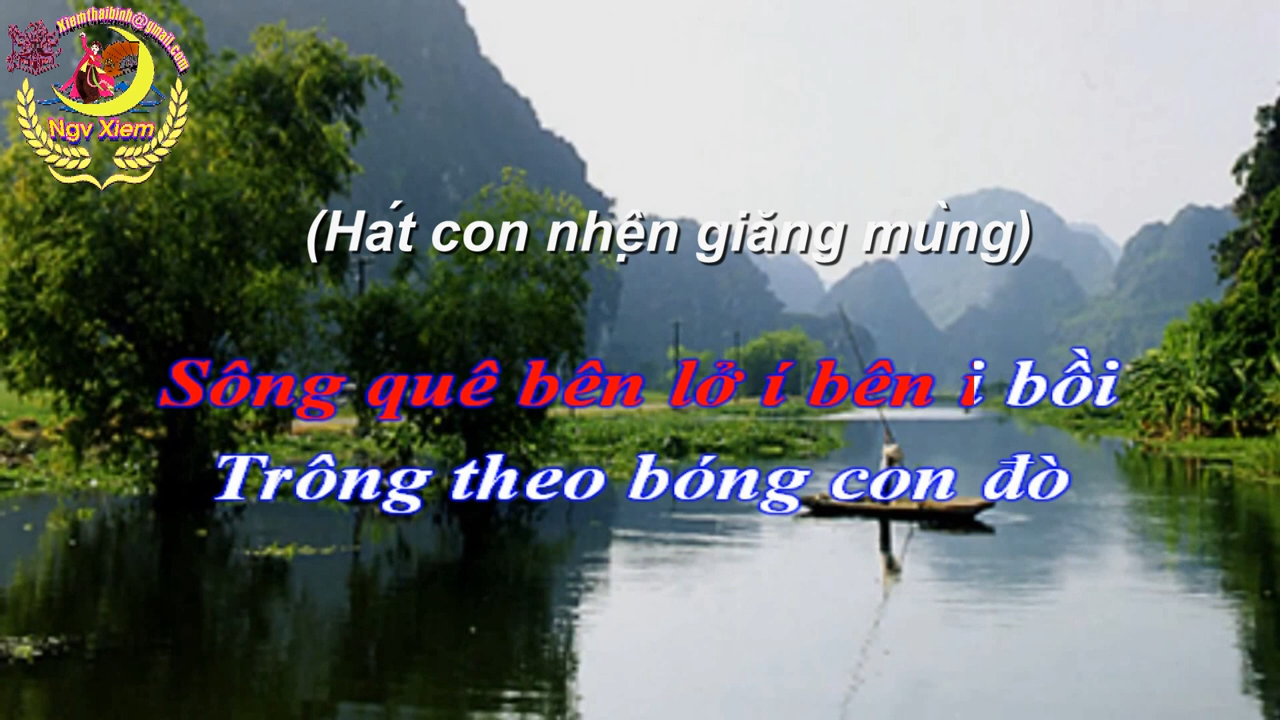 Xiemthaibinh@gmail.com
Ngv Xiem
(Hát con nhện giăng mùng)
Sông quê bên lở í bên i bồi
Trông theo bóng con đò